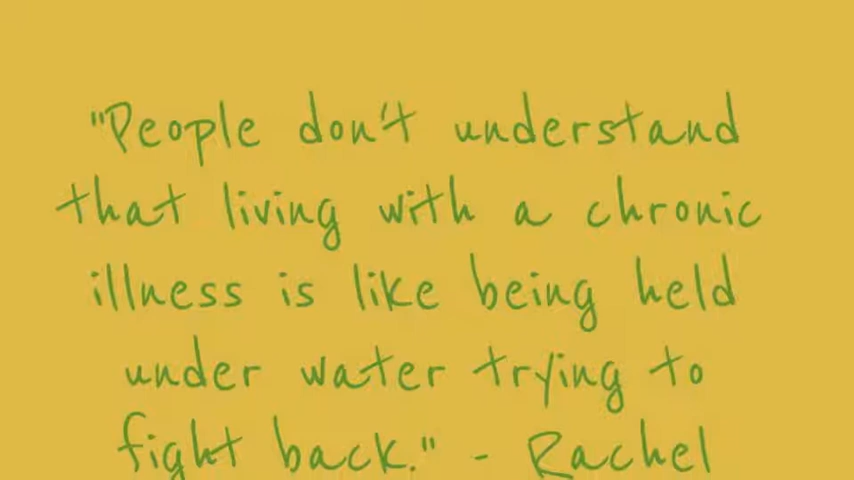 "People don't understand
that living with a chronic
illness is like being held
under water trying to
fight back." - Rachel